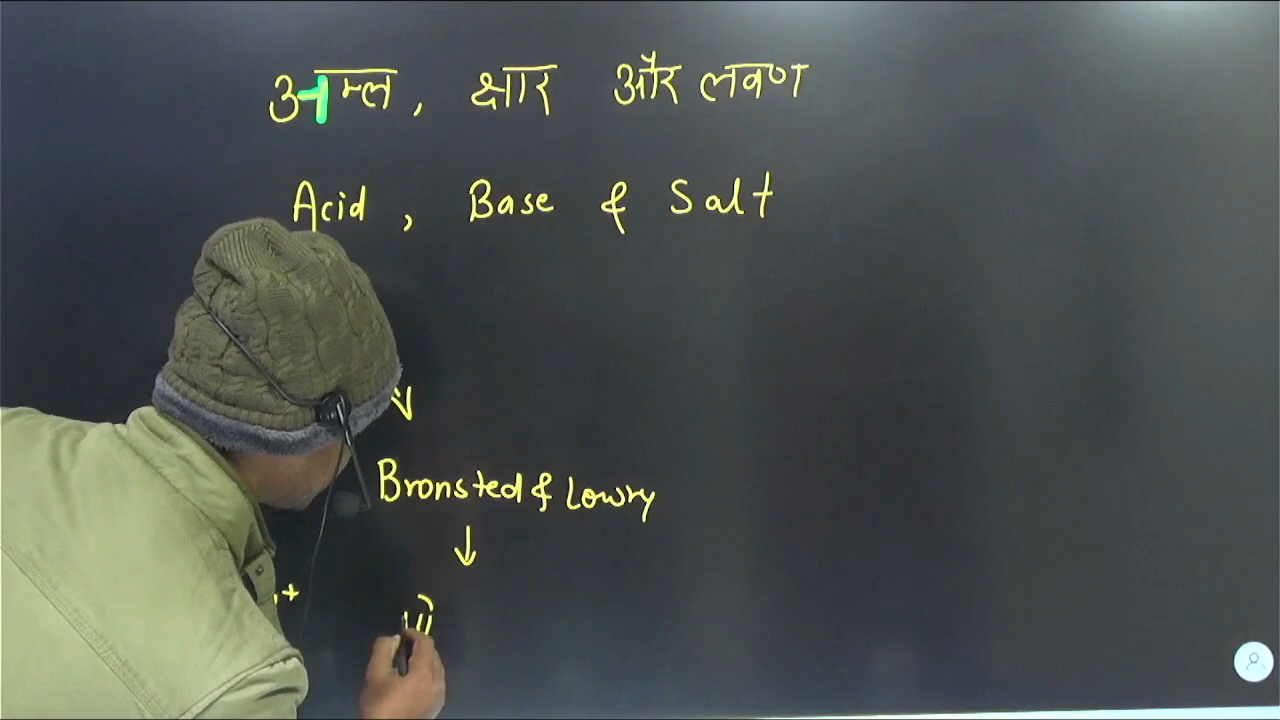 अम्ल, क्षार और लवण
Acid, Base & Salt
Bronsted & Lowry